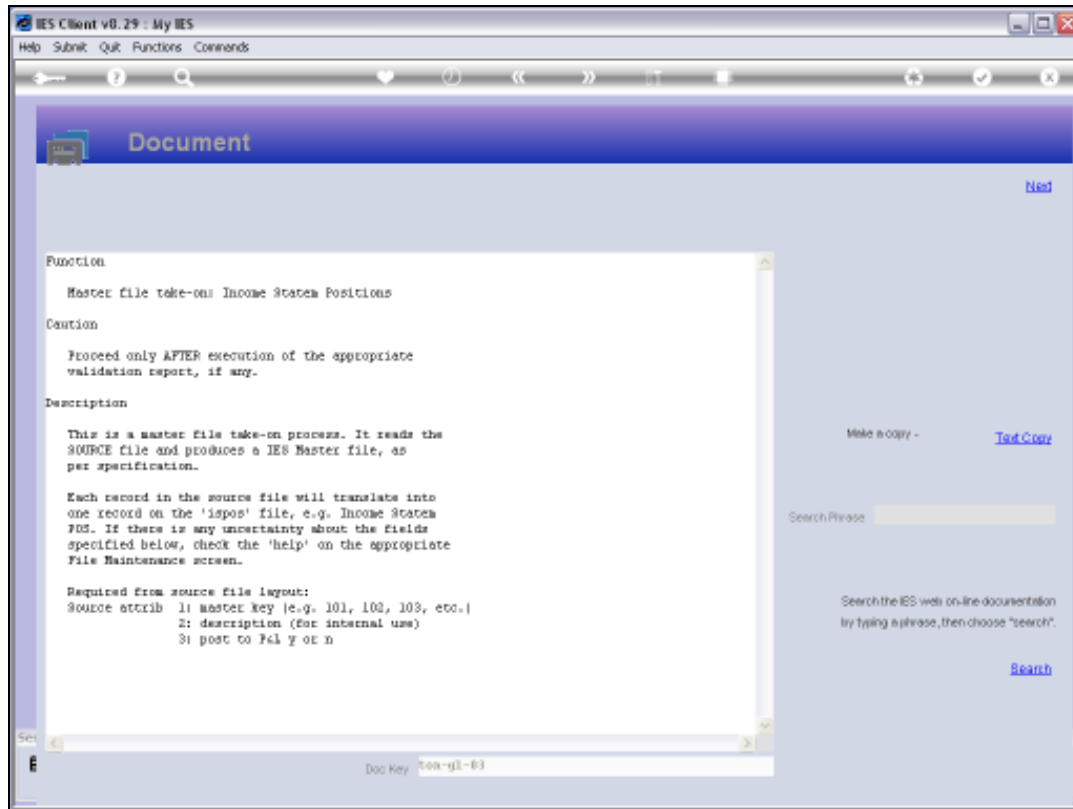 IES Client v8.29 : My IES
Help Submit Quit Functions Commands
Document
Next
Function
Master file take-on: Income Statem Positions
Caution
Proceed only AFTER execution of the appropriate
validation report, if any.
Description
This is a master file take-on process. It reads the
SOURCE file and produces a IES Master file, as
per specification.
Each record in the source file will translate into
one record on the 'ispos' file, e.g. Income Statem
POS. If there is any uncertainty about the fields
specified below, check the 'help' on the appropriate
File Maintenance screen.
Required from source file layout:
Source attrib 1: master key (e.g. 101, 102, 103, etc.)
2: description (for internal use)
3: post to P&L y or n
Make a copy -
Text Copy
Search Phrase
Search the IES web on-line documentation
by typing a phrase, then choose "search".
Search
Doc Key ton-gl-03